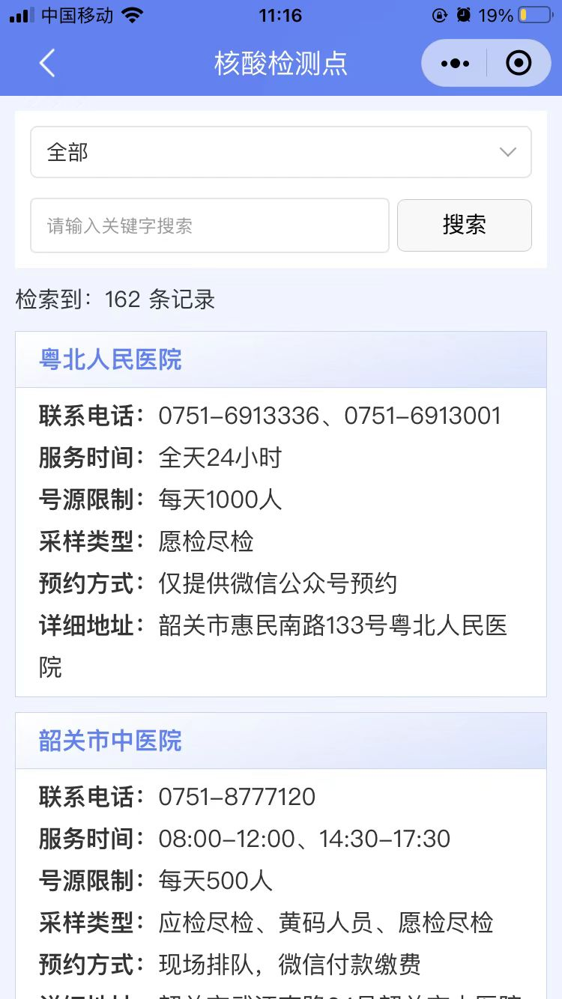 中国移动 11:16 19%
核酸检测点
全部
请输入关键字搜索 搜索
检索到：162 条记录
粤北人民医院
联系电话：0751-6913336、0751-6913001
服务时间：全天24小时
号源限制：每天1000人
采样类型：愿检尽检
预约方式：仅提供微信公众号预约
详细地址：韶关市惠民南路133号粤北人民医
院
韶关市中医院
联系电话：0751-8777120
服务时间：08:00-12:00、14:30-17:30
号源限制：每天500人
采样类型：应检尽检、黄码人员、愿检尽检
预约方式：现场排队，微信付款缴费